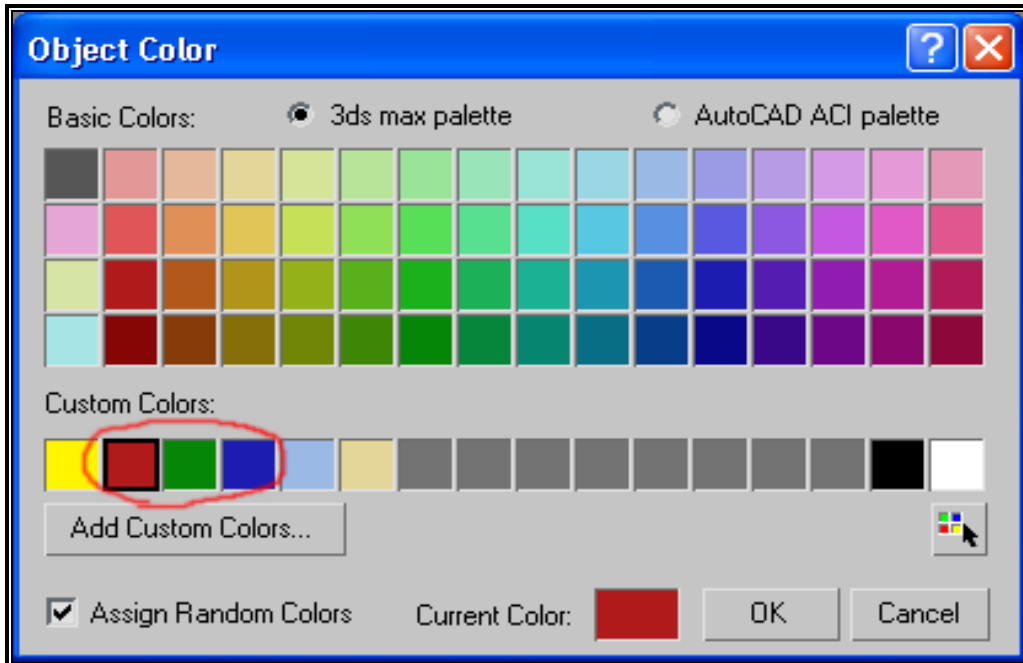 Object Color
?
Basic Colors: 3ds max palette AutoCAD ACI palette
Custom Colors:
Add Custom Colors...
Assign Random Colors Current Color: OK Cancel